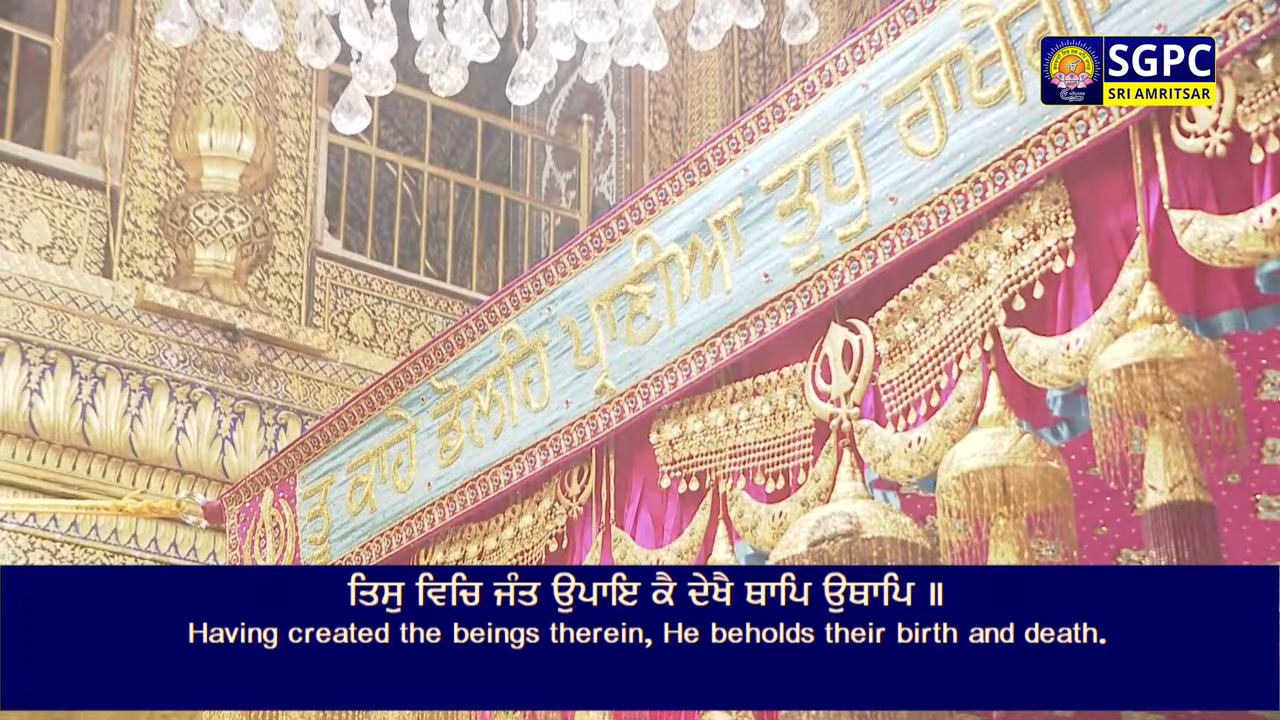 SGPC
SRI AMRITSAR
ਤੂ ਕਾਹੇ ਡੋਲਹਿ ਪ੍ਰਾਣੀਆ ਤੁਧੁ
ਤਿਸੁ ਵਿਚਿ ਜੰਤ ਉਪਾਇ ਕੈ ਦੇਖੈ ਥਾਪਿ ਉਥਾਪਿ ॥
Having created the beings therein, He beholds their birth and death.